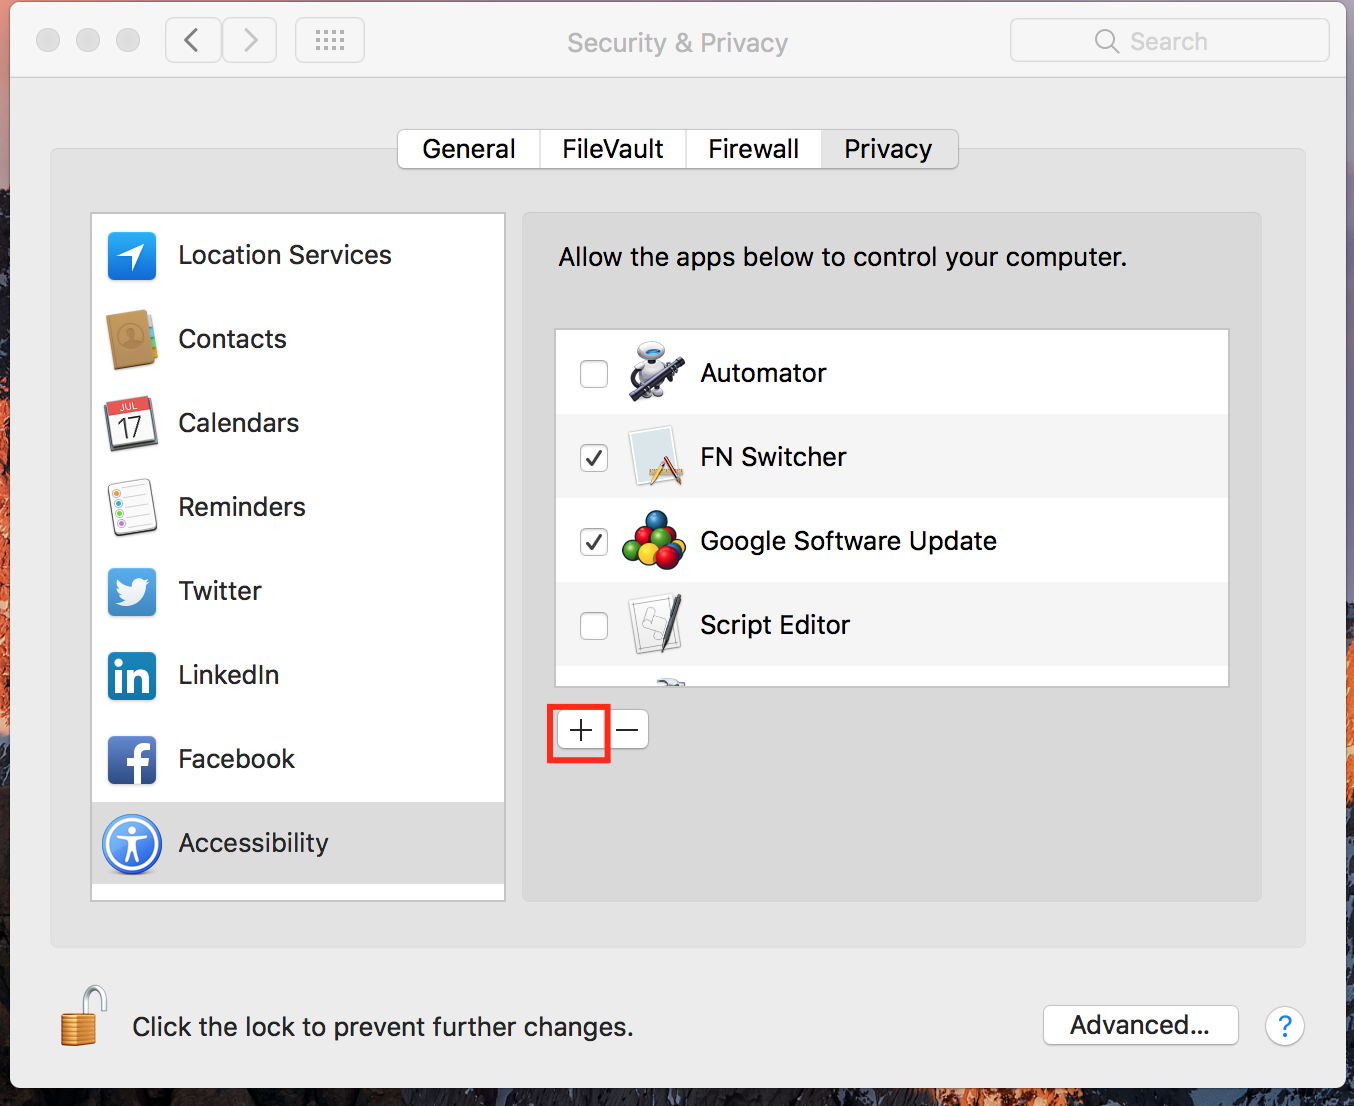 Security & Privacy
Search
General
FileVault
Firewall
Privacy
Location Services
Contacts
JUL
17
Calendars
Reminders
Twitter
in
LinkedIn
f
Facebook
Accessibility
Allow the apps below to control your computer.
Automator
FN Switcher
Google Software Update
Script Editor
+
−
Click the lock to prevent further changes.
Advanced...
?